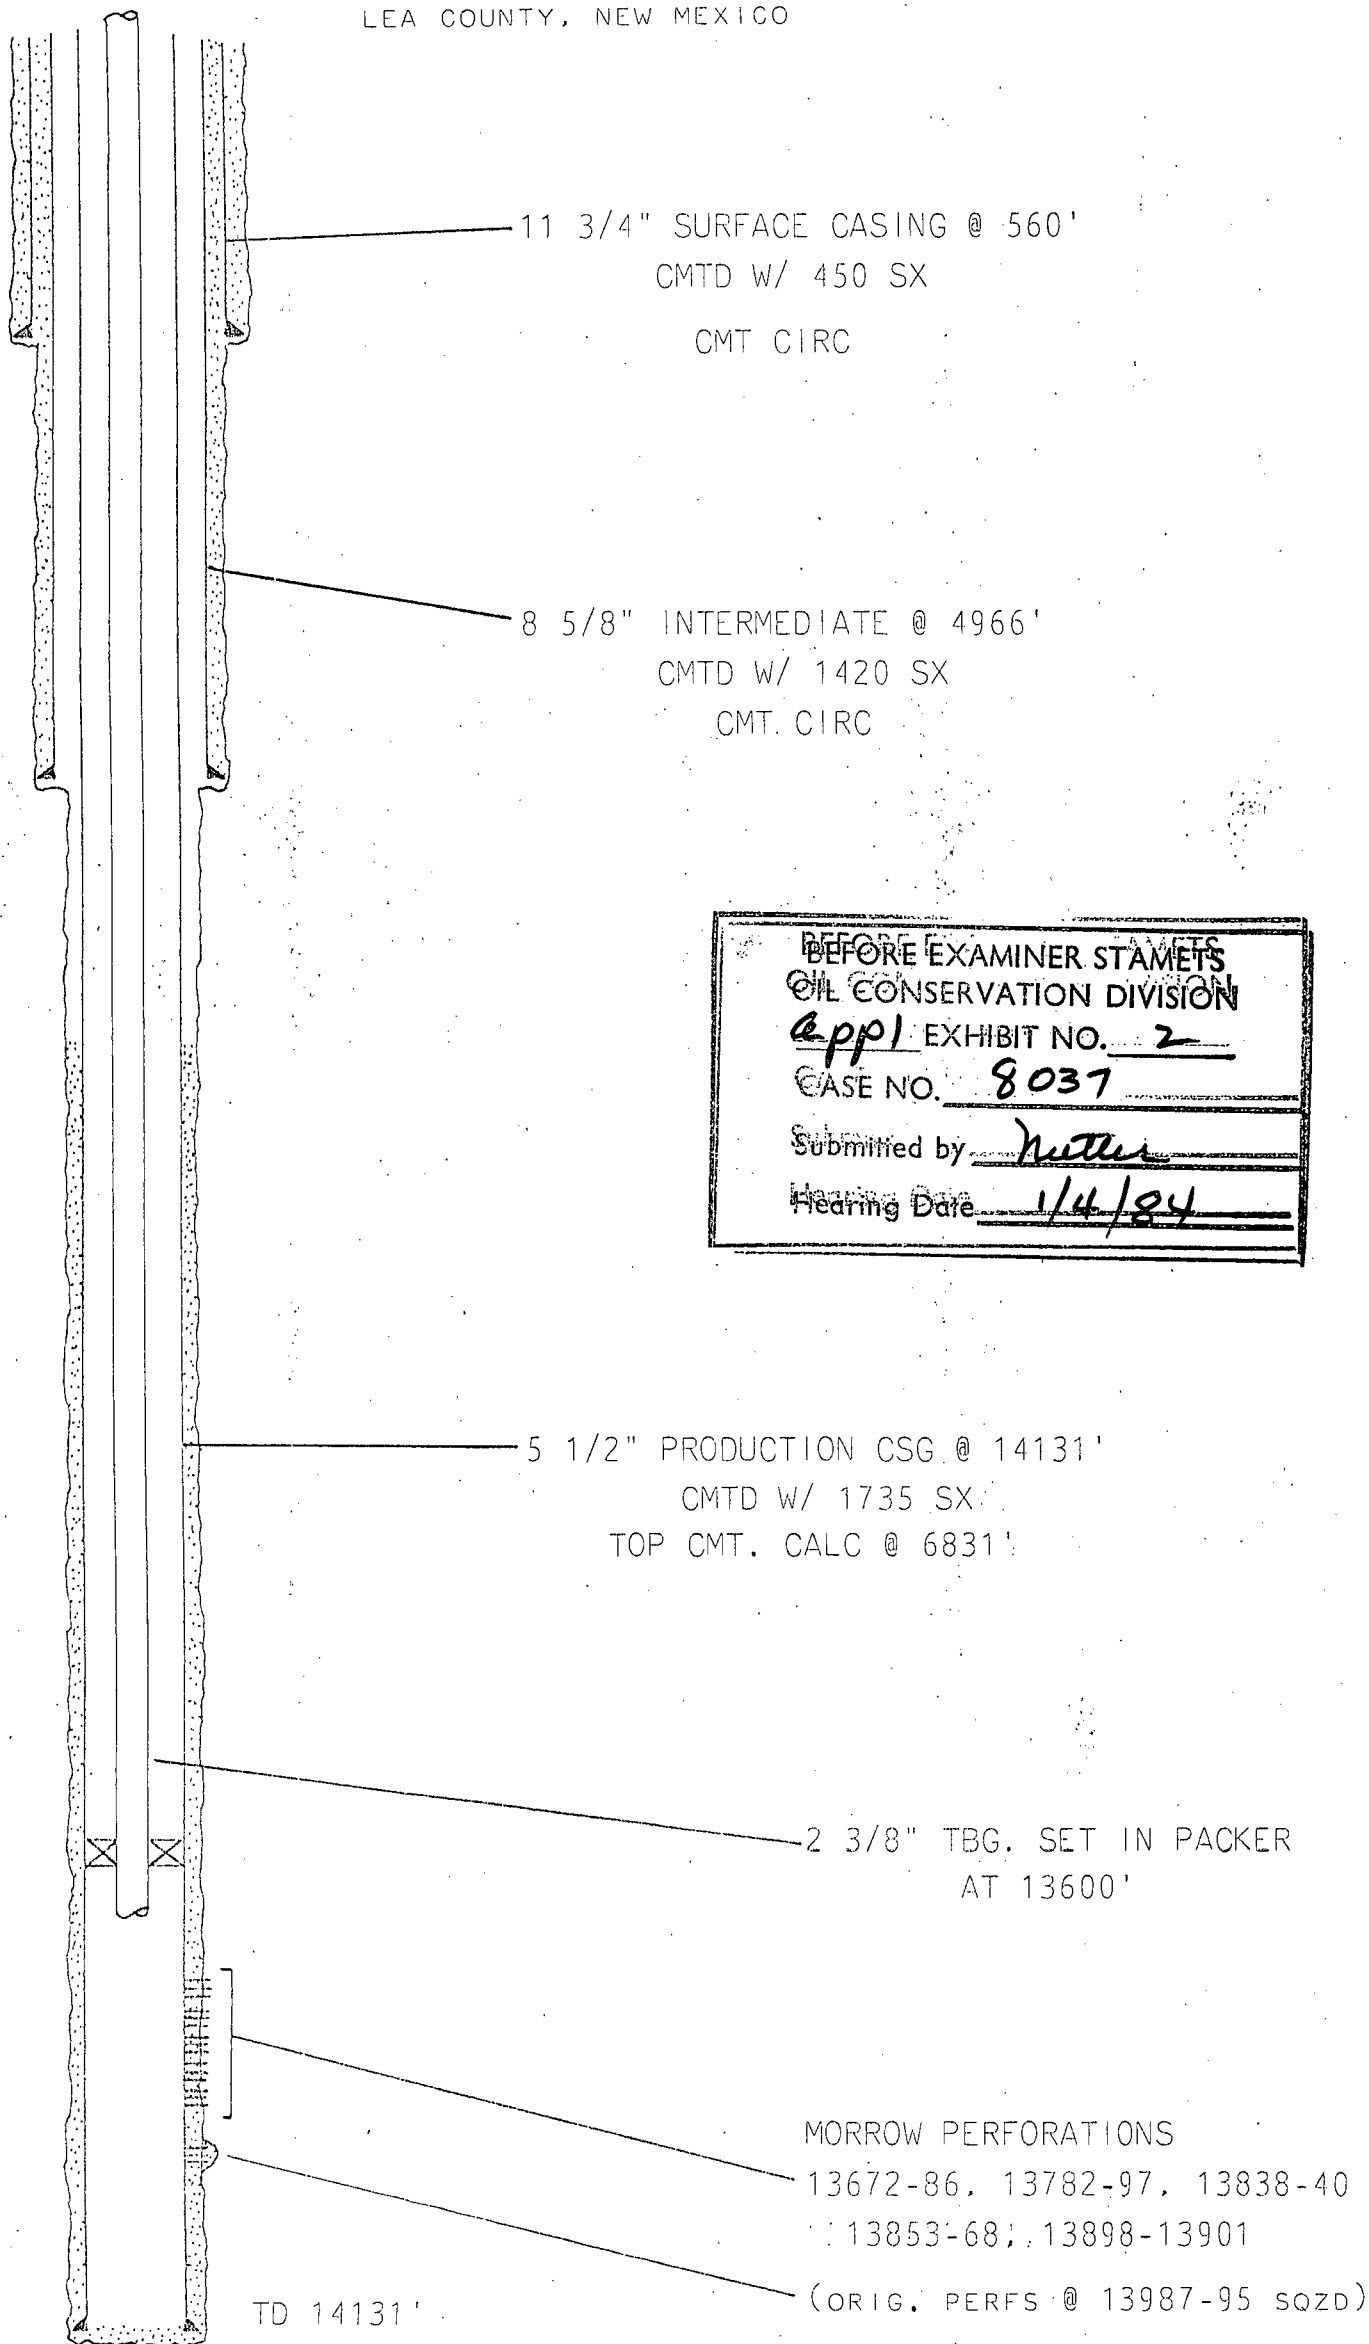 LEA COUNTY, NEW MEXICO
11 3/4" SURFACE CASING @ 560'
CMTD W/ 450 SX
CMT CIRC
8 5/8" INTERMEDIATE @ 4966'
CMTD W/ 1420 SX
CMT. CIRC
BEFORE EXAMINER STAMETS
OIL CONSERVATION DIVISION
appl EXHIBIT NO. 2
CASE NO. 8037
Submitted by Nutter
Hearing Date 1/4/84
5 1/2" PRODUCTION CSG @ 14131'
CMTD W/ 1735 SX
TOP CMT. CALC @ 6831'
2 3/8" TBG. SET IN PACKER
AT 13600'
MORROW PERFORATIONS
13672-86, 13782-97, 13838-40
13853-68, 13898-13901
(ORIG. PERFS @ 13987-95 SQZD)
TD 14131'